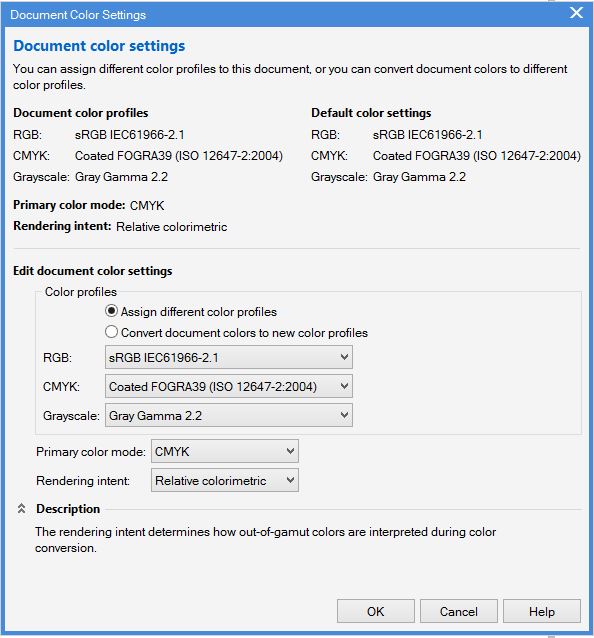 Document Color Settings
Document color settings
You can assign different color profiles to this document, or you can convert document colors to different
color profiles.
Document color profiles
RGB: sRGB IEC61966-2.1
CMYK: Coated FOGRA39 (ISO 12647-2:2004)
Grayscale: Gray Gamma 2.2
Default color settings
RGB: sRGB IEC61966-2.1
CMYK: Coated FOGRA39 (ISO 12647-2:2004)
Grayscale: Gray Gamma 2.2
Primary color mode: CMYK
Rendering intent: Relative colorimetric
Edit document color settings
Color profiles
Assign different color profiles
Convert document colors to new color profiles
RGB: sRGB IEC61966-2.1
CMYK: Coated FOGRA39 (ISO 12647-2:2004)
Grayscale: Gray Gamma 2.2
Primary color mode: CMYK
Rendering intent: Relative colorimetric
Description
The rendering intent determines how out-of-gamut colors are interpreted during color
conversion.
OK
Cancel
Help